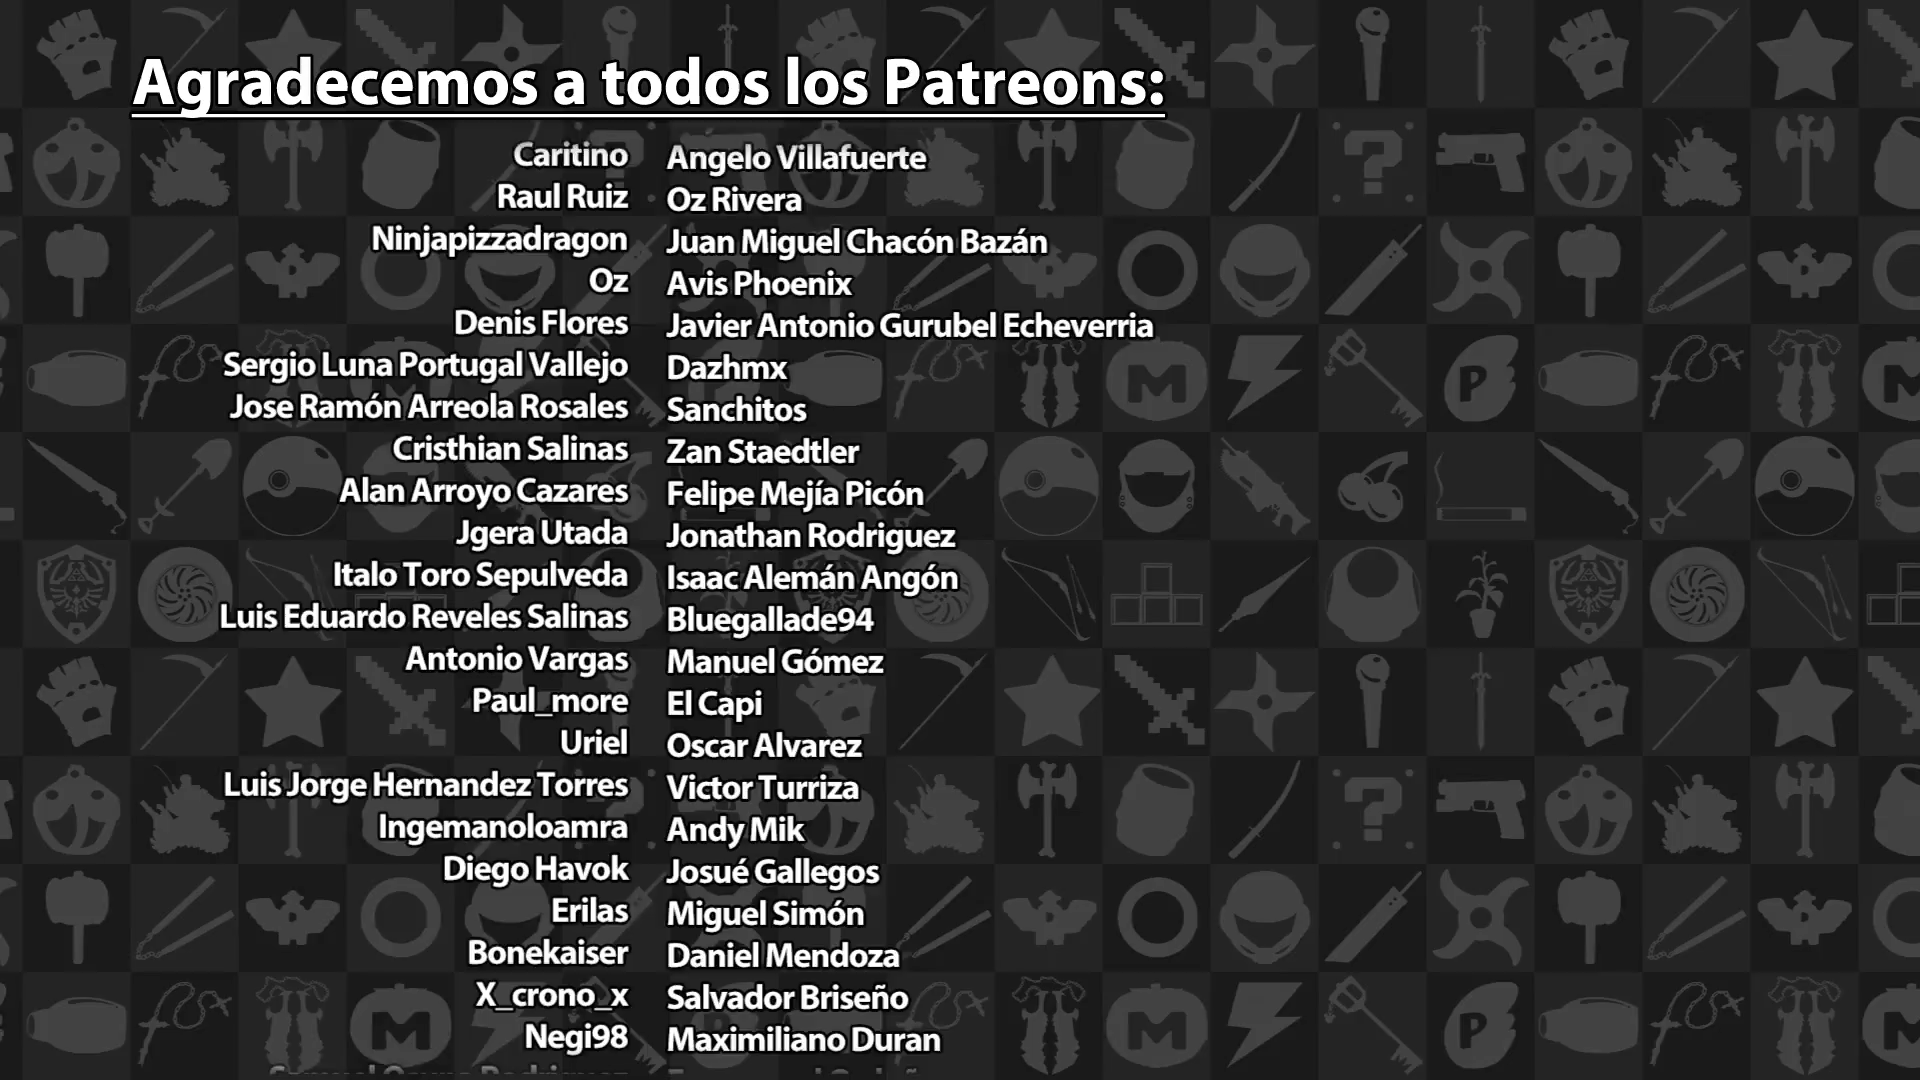 Agradecemos a todos los Patreons:
Caritino
Raul Ruiz
Ninjapizzadragon
Oz
Denis Flores
Sergio Luna Portugal Vallejo
Jose Ramón Arreola Rosales
Cristhian Salinas
Alan Arroyo Cazares
Jgera Utada
Italo Toro Sepulveda
Luis Eduardo Reveles Salinas
Antonio Vargas
Paul_more
Uriel
Luis Jorge Hernandez Torres
Ingemanoloamra
Diego Havok
Erilas
Bonekaiser
X_crono_x
Negi98
Angelo Villafuerte
Oz Rivera
Juan Miguel Chacón Bazán
Avis Phoenix
Javier Antonio Gurubel Echeverria
Dazhmx
Sanchitos
Zan Staedtler
Felipe Mejía Picón
Jonathan Rodriguez
Isaac Alemán Angón
Bluegallade94
Manuel Gómez
El Capi
Oscar Alvarez
Victor Turriza
Andy Mik
Josué Gallegos
Miguel Simón
Daniel Mendoza
Salvador Briseño
Maximiliano Duran